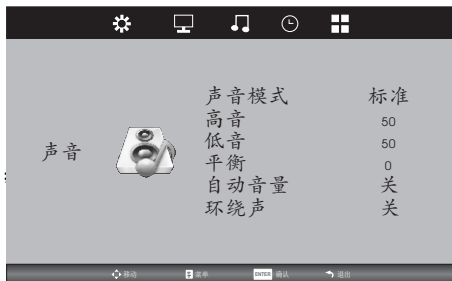 声音模式 标准
高音 50
低音 50
声音
平衡 0
自动音量 关
环绕声 关
移动 菜单 ENTER 确认 退出